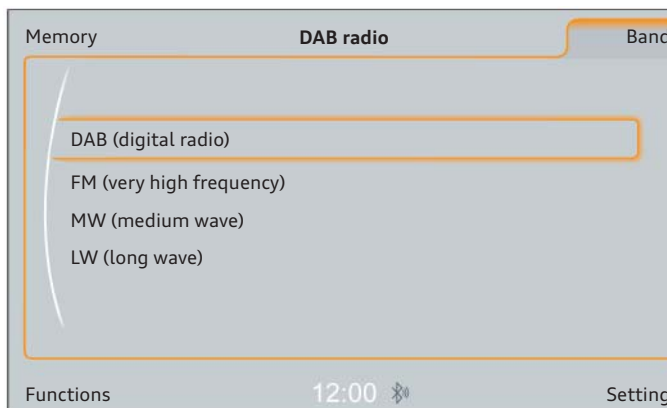 Memory DAB radio Band
DAB (digital radio)
FM (very high frequency)
MW (medium wave)
LW (long wave)
Functions 12:00 Setting